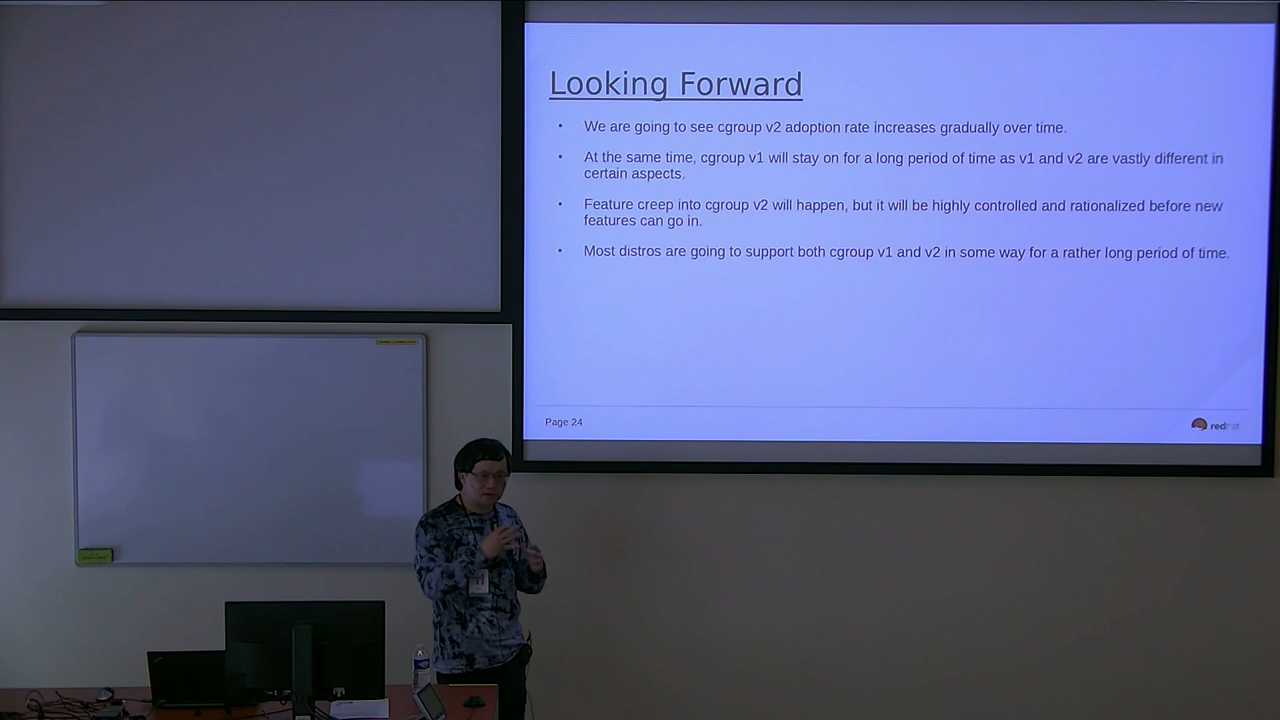 Looking Forward
• We are going to see cgroup v2 adoption rate increases gradually over time.
• At the same time, cgroup v1 will stay on for a long period of time as v1 and v2 are vastly different in
certain aspects.
• Feature creep into cgroup v2 will happen, but it will be highly controlled and rationalized before new
features can go in.
• Most distros are going to support both cgroup v1 and v2 in some way for a rather long period of time.
Page 24
redhat